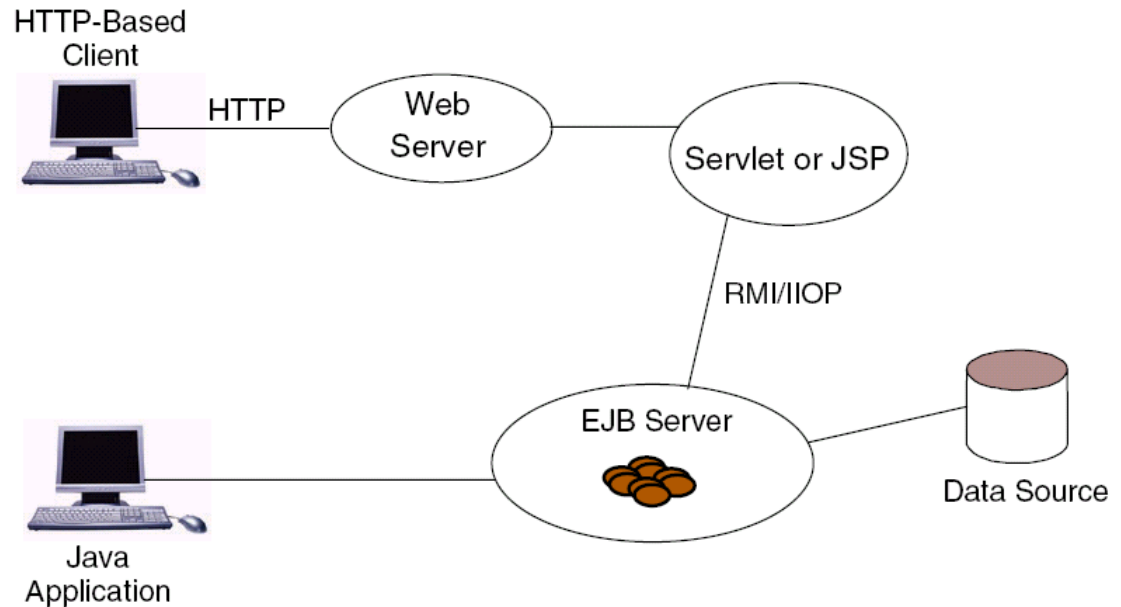 HTTP-Based
Client
HTTP
Web
Server
Servlet or JSP
RMI/IIOP
EJB Server
Data Source
Java
Application